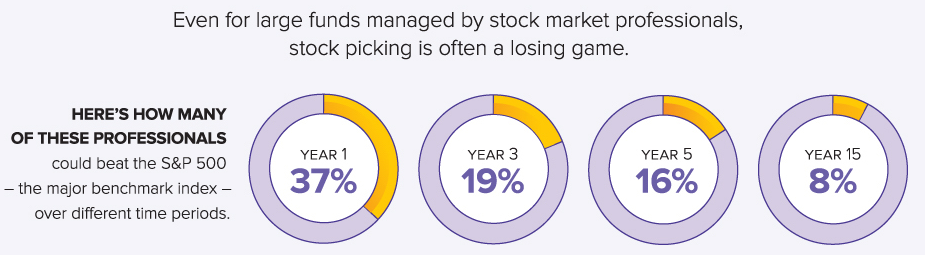 Even for large funds managed by stock market professionals,
stock picking is often a losing game.
HERE'S HOW MANY
OF THESE PROFESSIONALS
could beat the S&P 500
– the major benchmark index –
over different time periods.
YEAR 1
37%
YEAR 3
19%
YEAR 5
16%
YEAR 15
8%